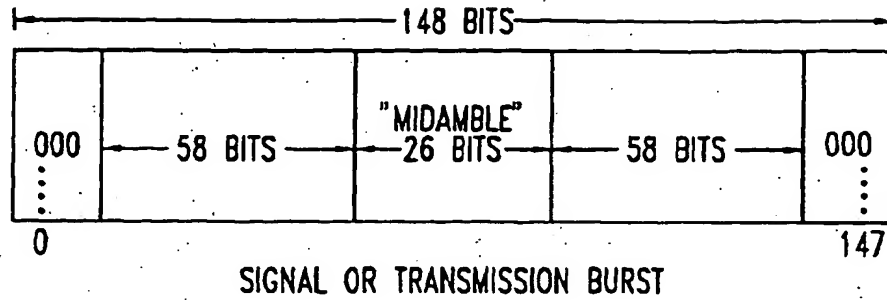 148 BITS
"MIDAMBLE"
000 58 BITS 26 BITS 58 BITS 000
0 147
SIGNAL OR TRANSMISSION BURST